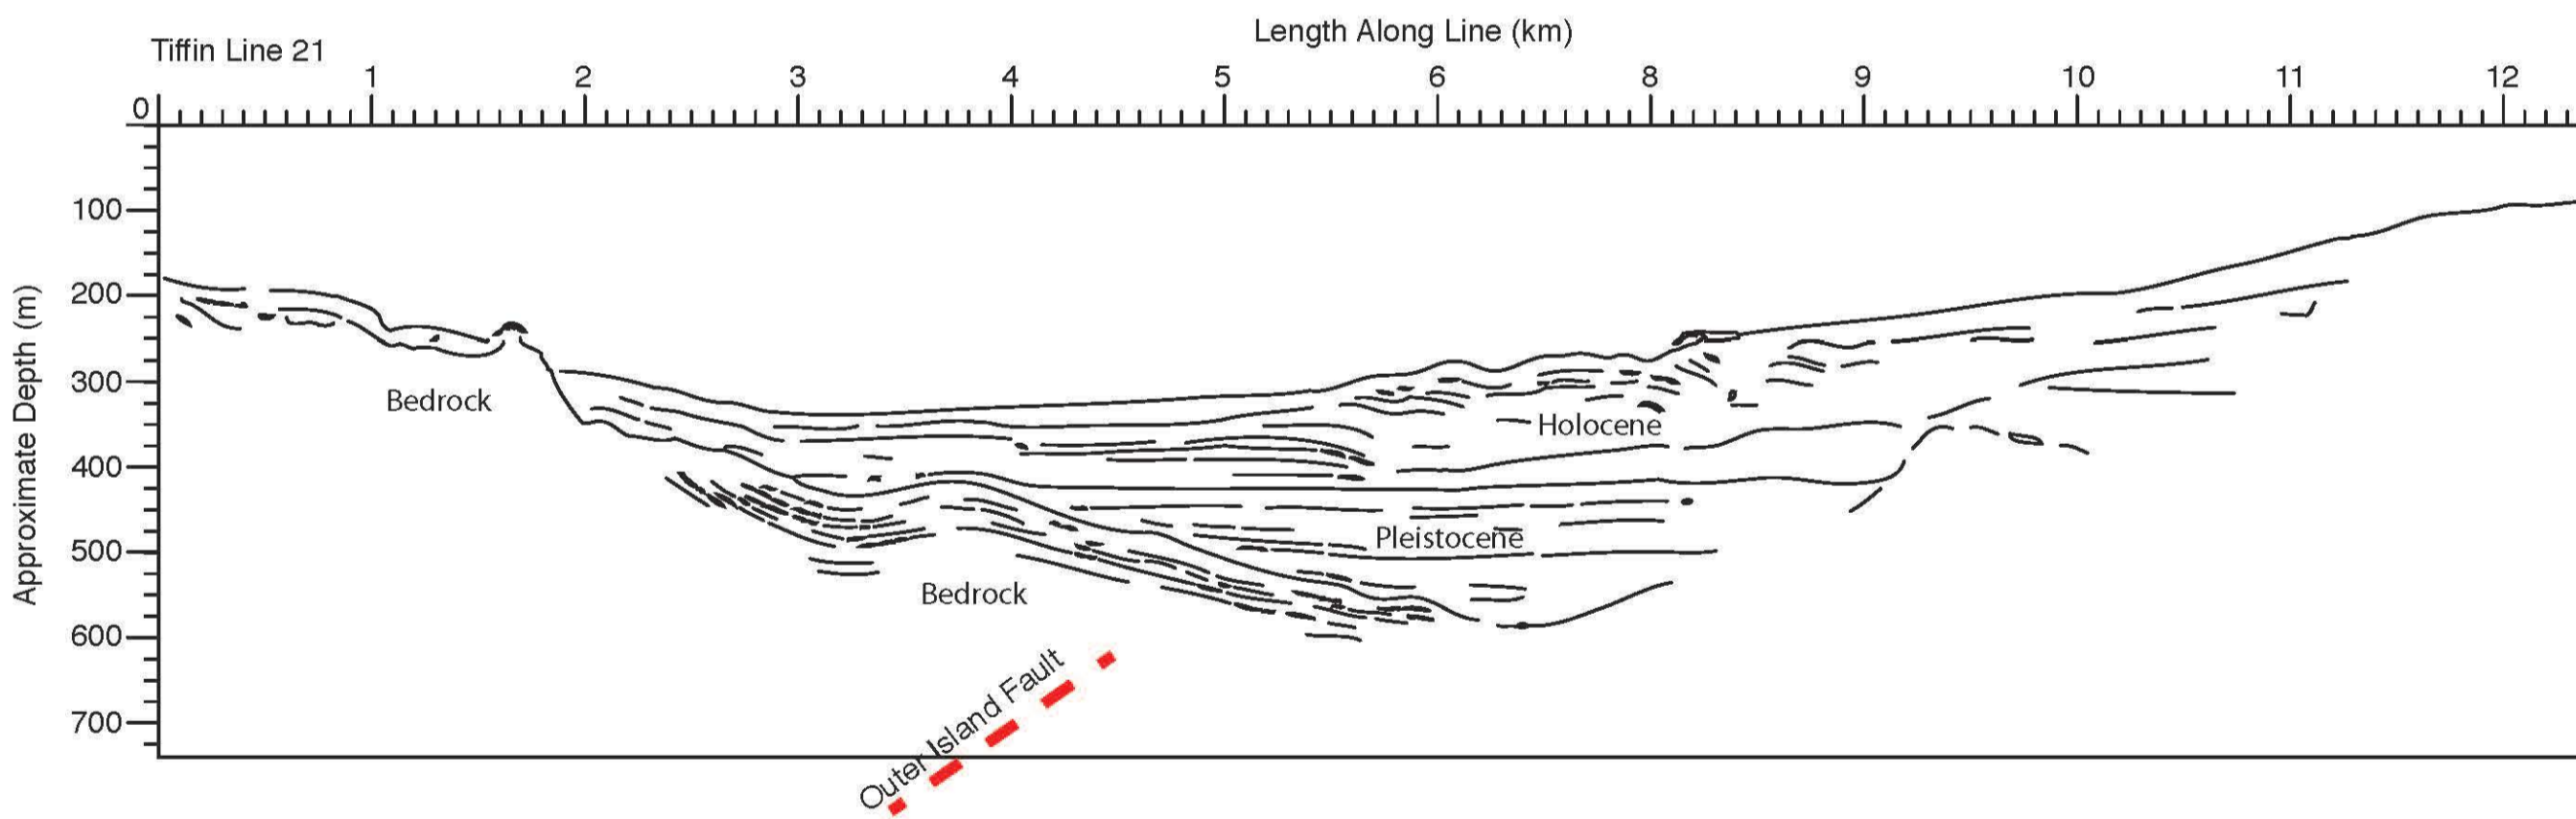 Length Along Line (km)
Tiffin Line 21
1 2 3 4 5 6 7 8 9 10 11 12
0
100
200
300
400
500
600
700
Approximate Depth (m)
Bedrock
Holocene
Pleistocene
Bedrock
Outer Island Fault